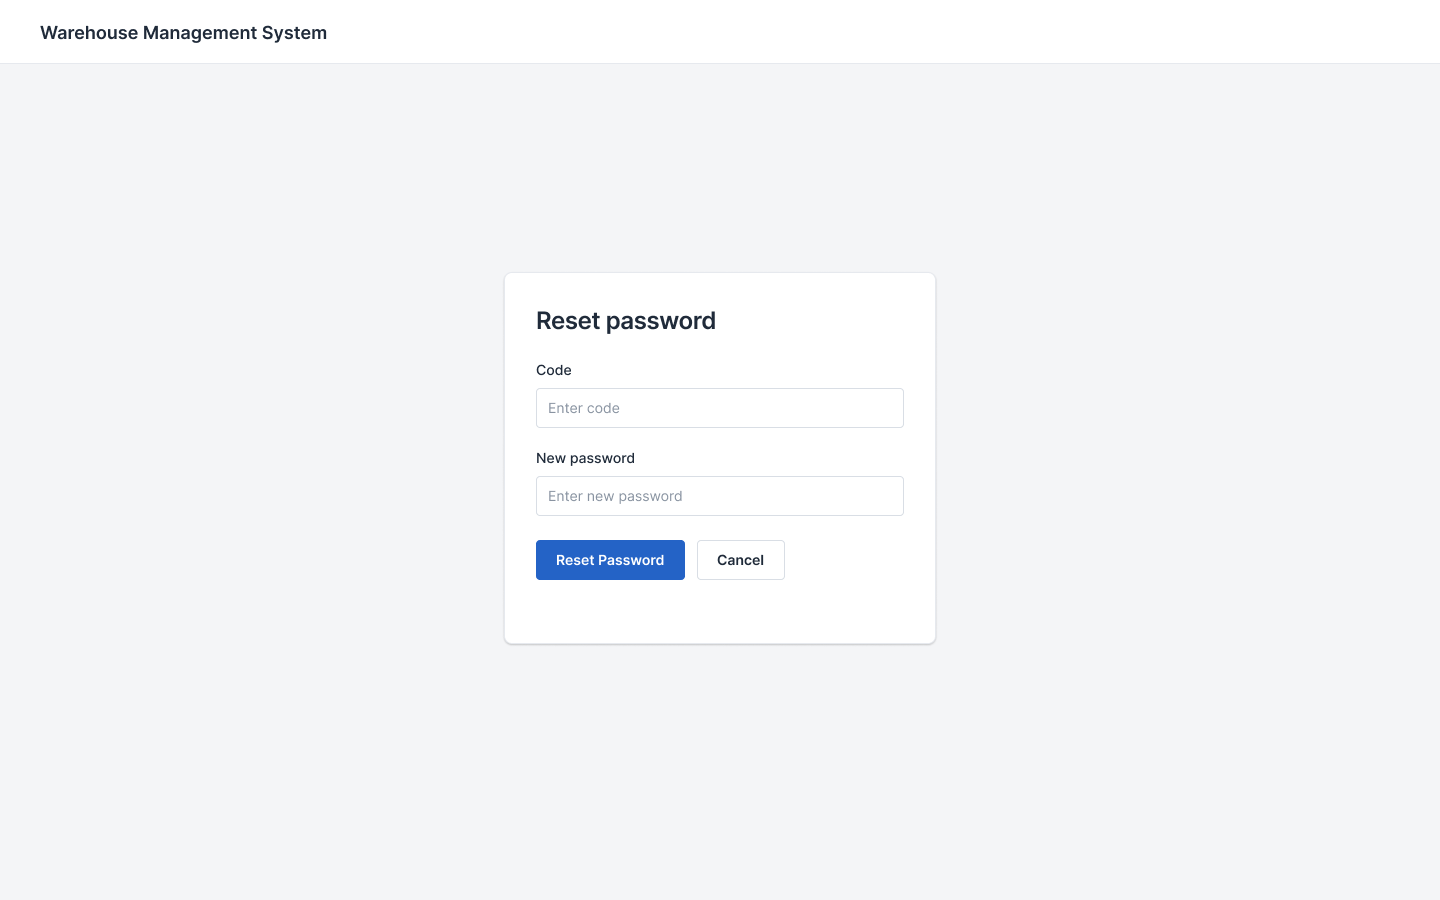 Warehouse Management System
Reset password
Code
Enter code
New password
Enter new password
Reset Password Cancel